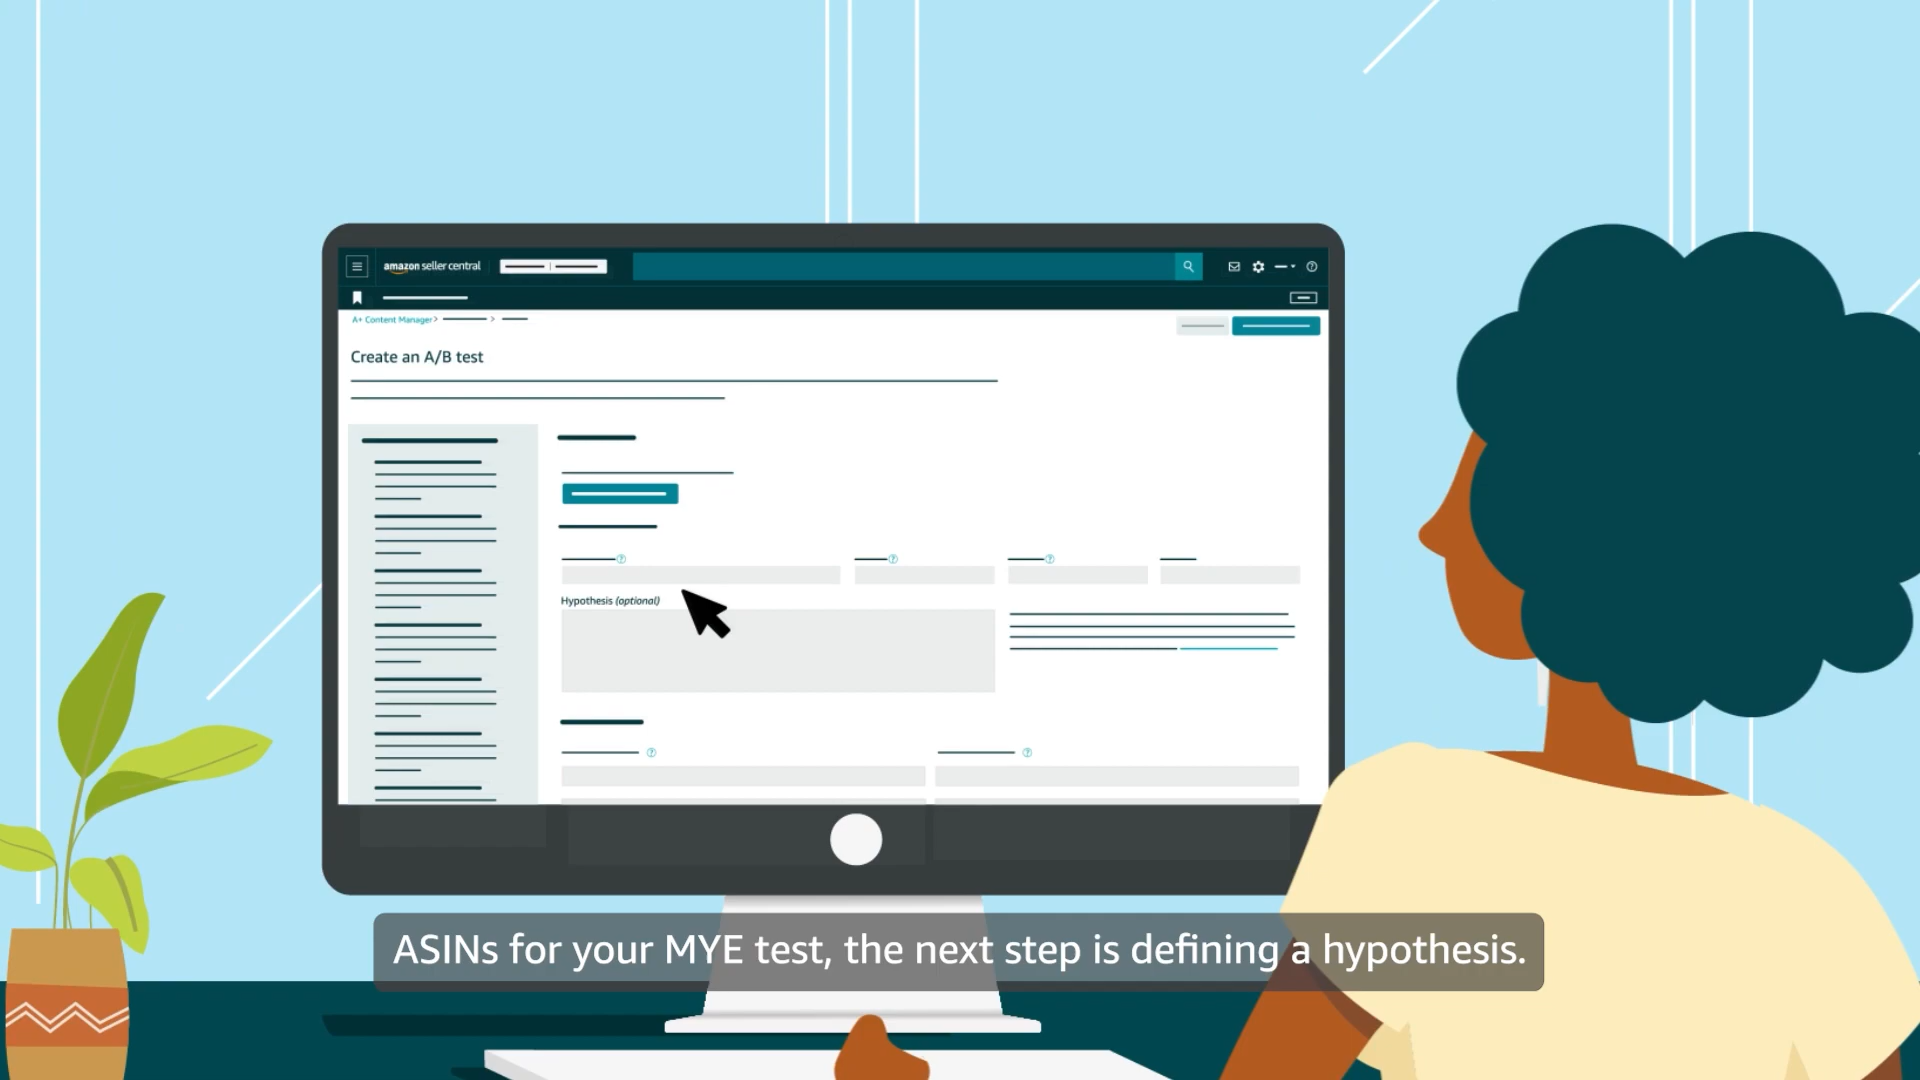 amazon seller central
A+ Content Manager>
Create an A/B test
Hypothesis (optional)
ASINs for your MYE test, the next step is defining a hypothesis.